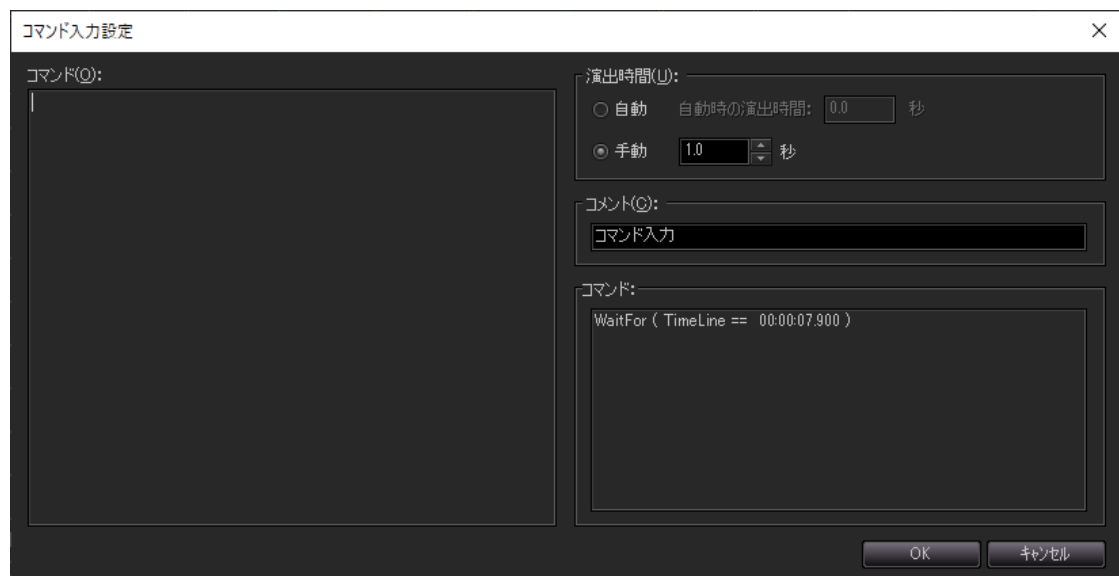 コマンド入力設定
コマンド(O):
演出時間(U):
自動 自動時の演出時間: 0.0 秒
手動 1.0 秒
コメント(C):
コマンド入力
コマンド:
WaitFor ( TimeLine == 00:00:07.900 )
OK キャンセル